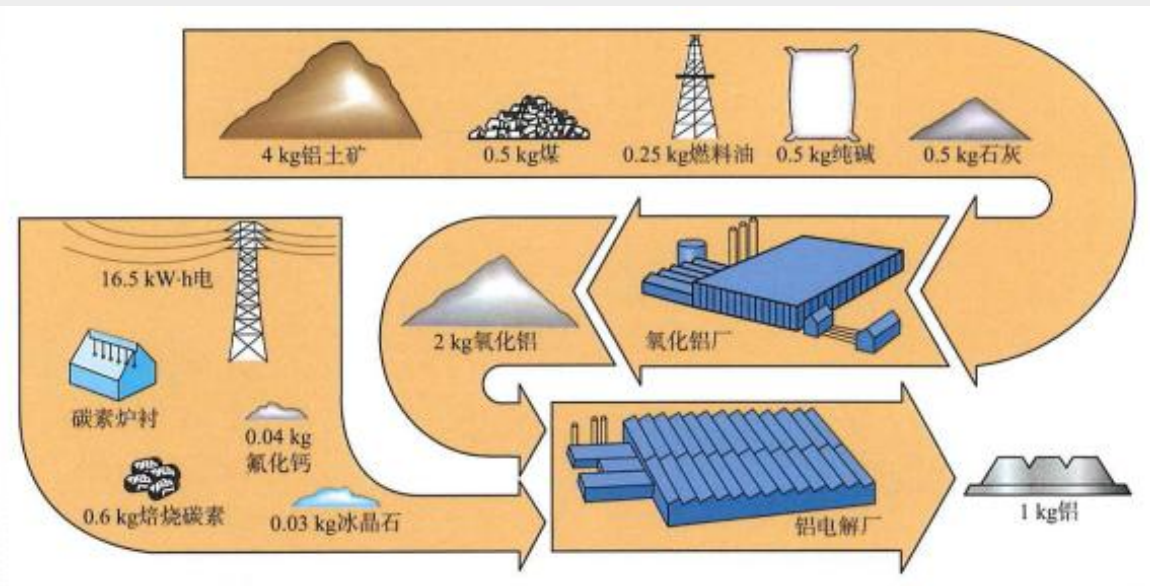 4 kg铝土矿
0.5 kg煤
0.25 kg燃料油
0.5 kg纯碱
0.5 kg石灰
16.5 kW·h电
2 kg氧化铝
氧化铝厂
碳素炉衬
0.04 kg
氟化钙
0.6 kg焙烧碳素
0.03 kg冰晶石
铝电解厂
1 kg铝